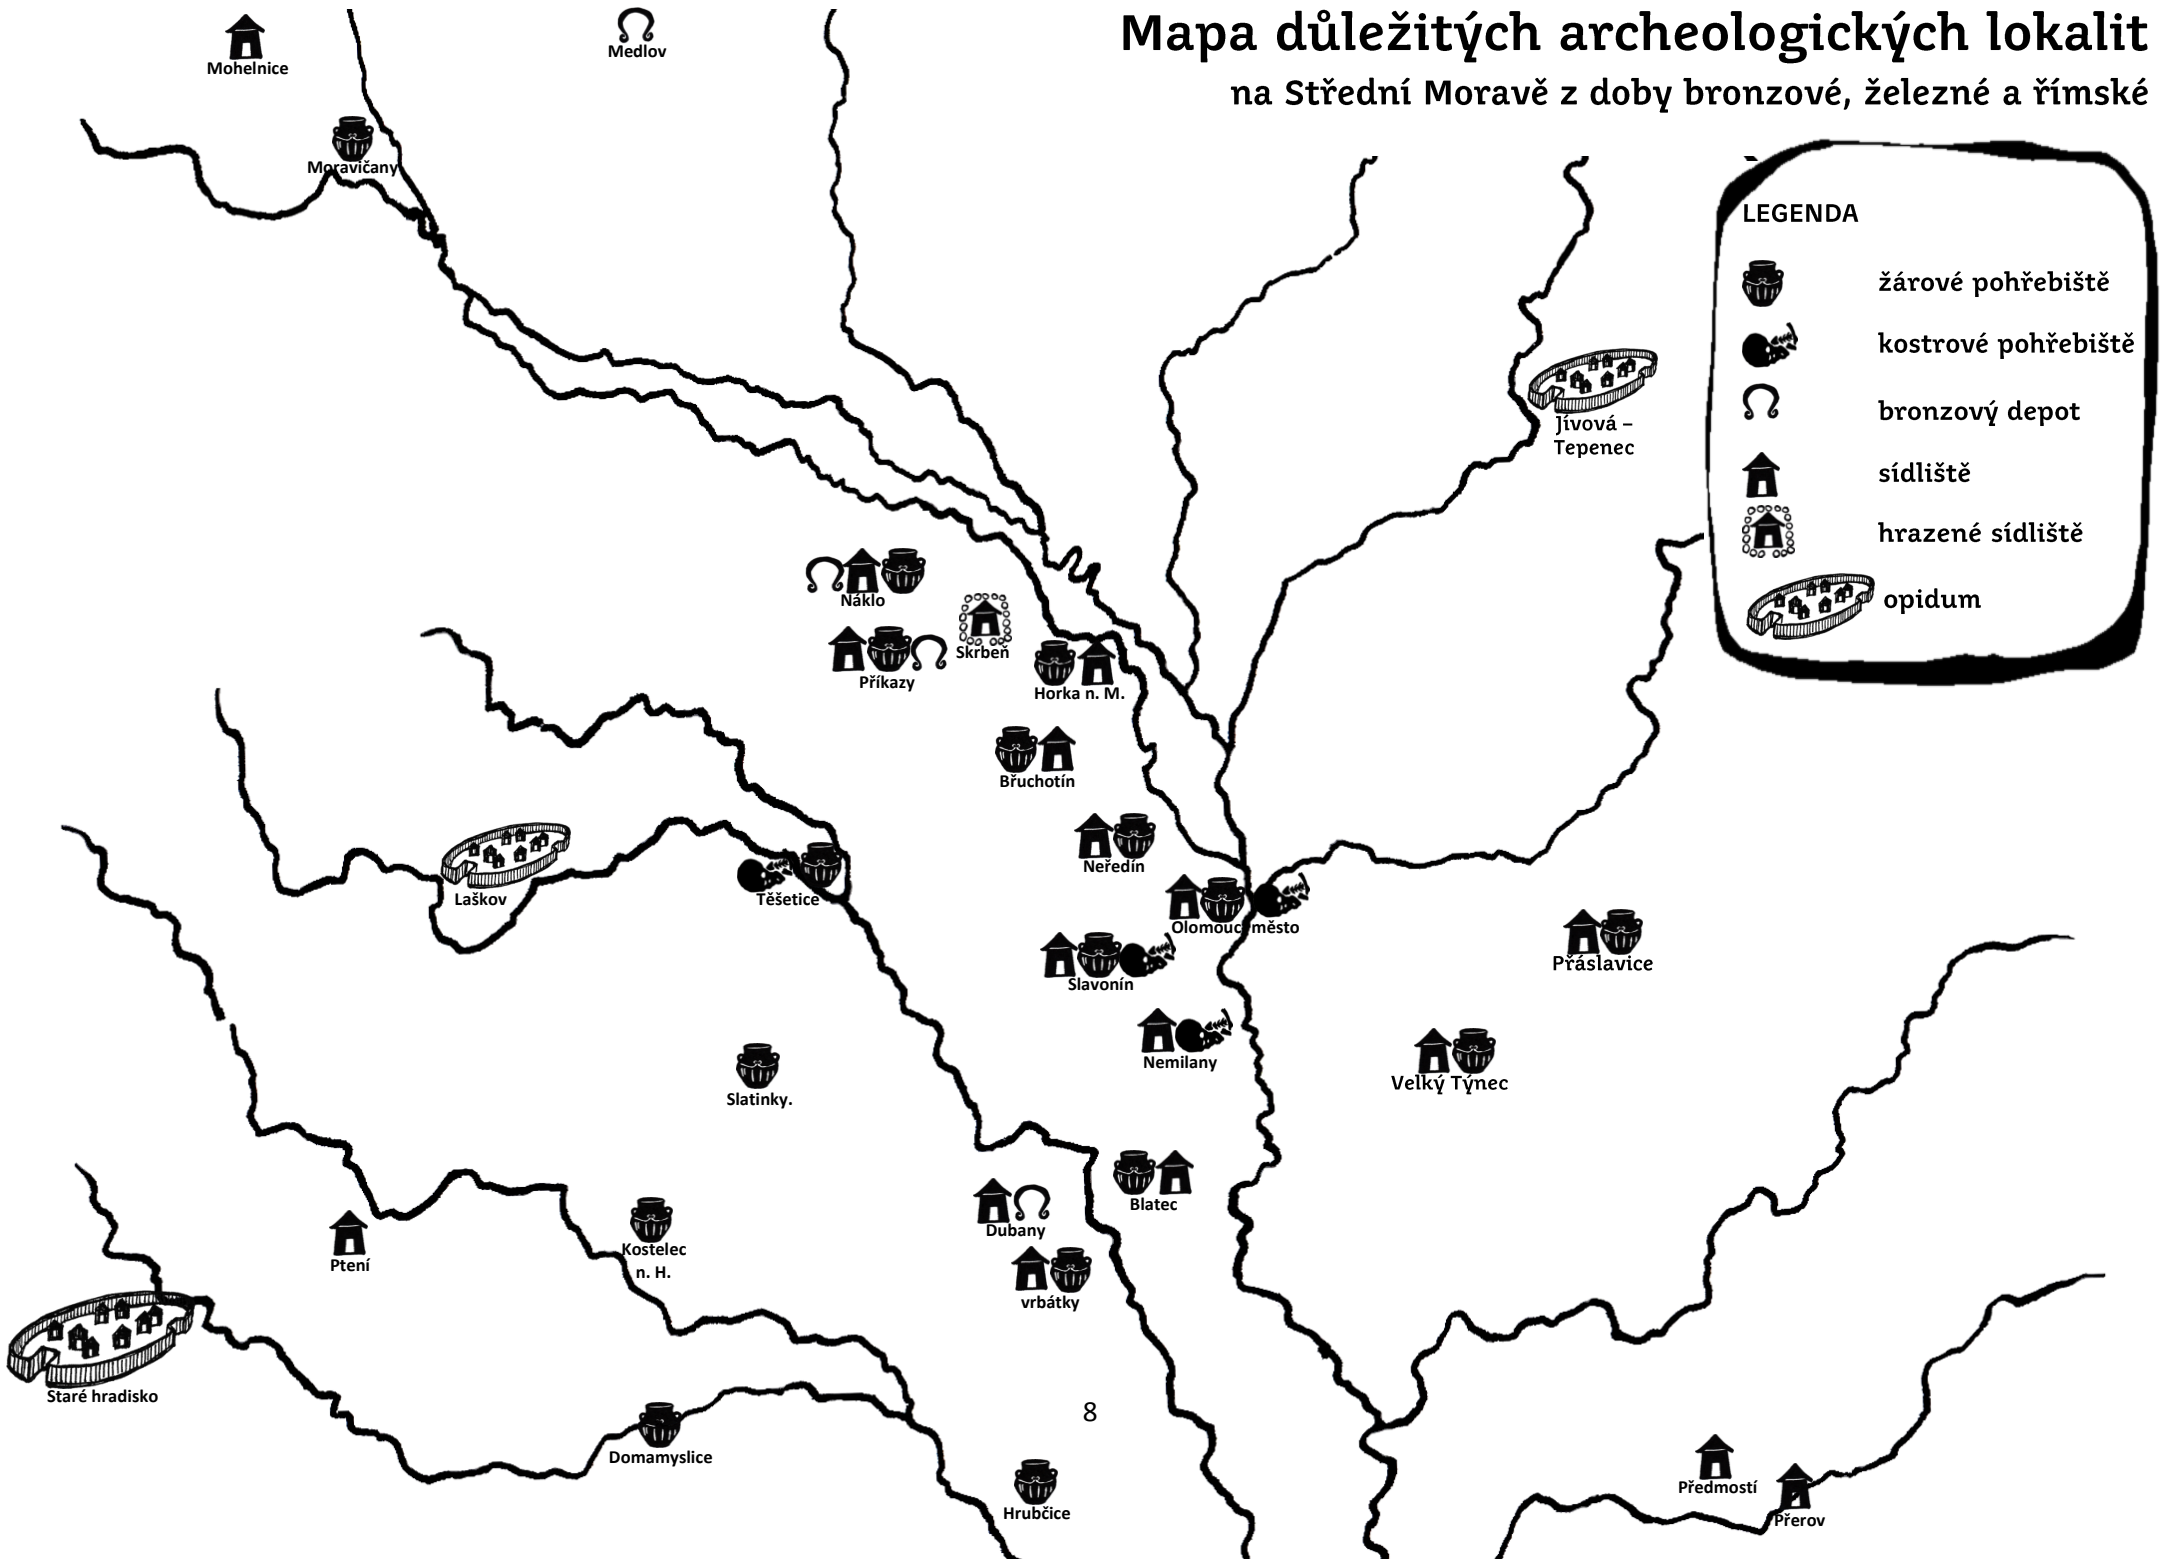 Mapa důležitých archeologických lokalit
na Střední Moravě z doby bronzové, železné a římské
Mohelnice
Medlov
Moravičany
LEGENDA
žárové pohřebiště
kostrové pohřebiště
bronzový depot
sídliště
hrazené sídliště
opidum
Jívová –
Tepenec
Náklo
Skrbeň
Příkazy
Horka n. M.
Břuchotín
Neředín
Laškov
Těšetice
Olomouc město
Přáslavice
Slavonín
Nemilany
Velký Týnec
Slatinky.
Blatec
Dubany
Ptení
Kostelec
n. H.
vrbátky
Staré hradisko
8
Domamyslice
Předmostí
Hrubčice
Přerov